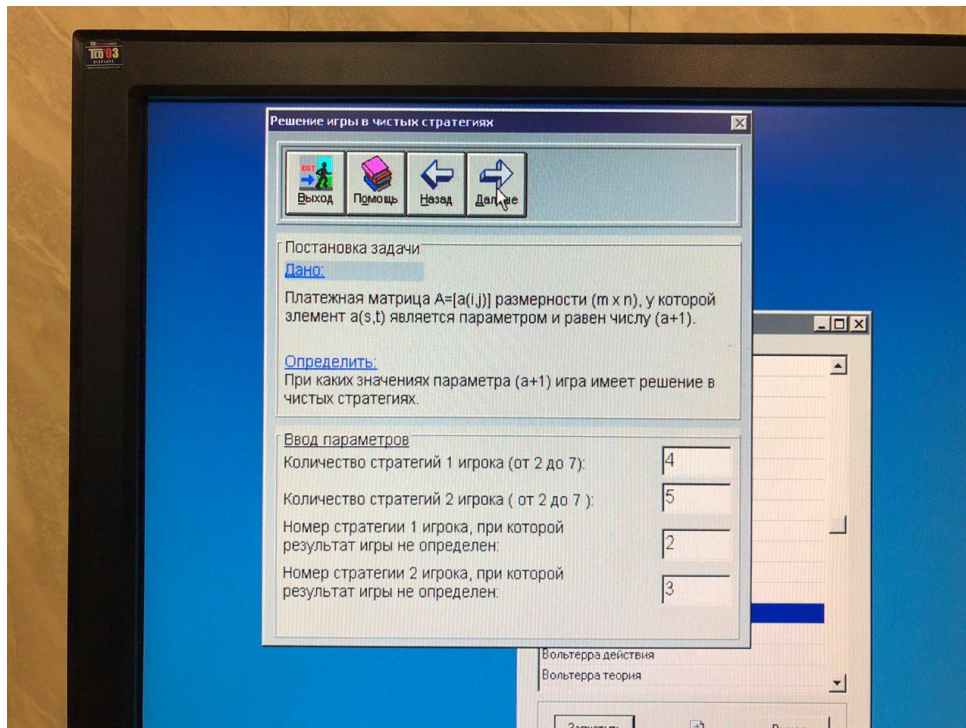 TCO'03
DISPLAYS
Решение игры в чистых стратегиях
EXIT
Выход
Помощь
Назад
Постановка задачи
Дано:
Платежная матрица A=[a(i,j)] размерности (m x n), у которой
элемент a(s,t) является параметром и равен числу (a+1).
Определить:
При каких значениях параметра (a+1) игра имеет решение в
чистых стратегиях.
Ввод параметров
Количество стратегий 1 игрока (от 2 до 7):
4
Количество стратегий 2 игрока ( от 2 до 7 ):
5
Номер стратегии 1 игрока, при которой
результат игры не определен:
2
Номер стратегии 2 игрока, при которой
результат игры не определен:
3
Вольтерра действия
Вольтерра теория